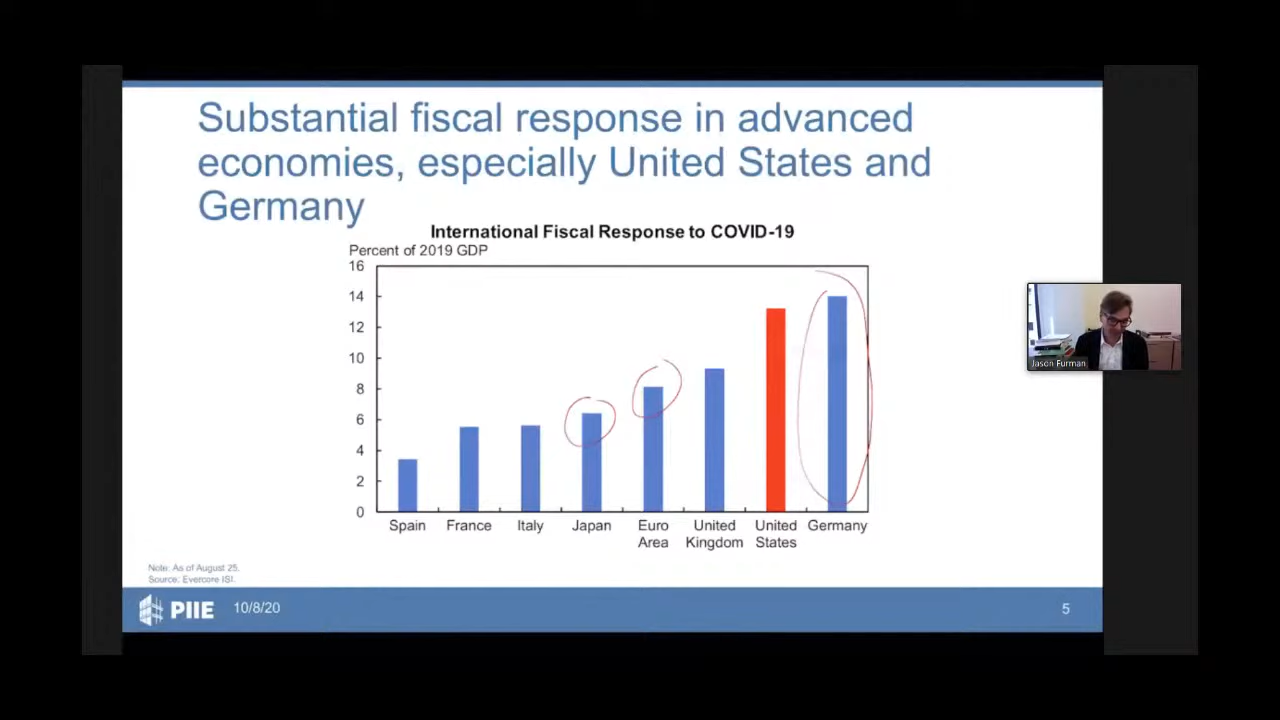 Substantial fiscal response in advanced
economies, especially United States and
Germany
International Fiscal Response to COVID-19
Percent of 2019 GDP
16
14
12
10
8
6
4
2
0
Spain
France
Italy
Japan
Euro
Area
United
Kingdom
United
States
Germany
Jason Furman
Note: As of August 25.
Source: Evercore ISI.
PIIE
10/8/20
5